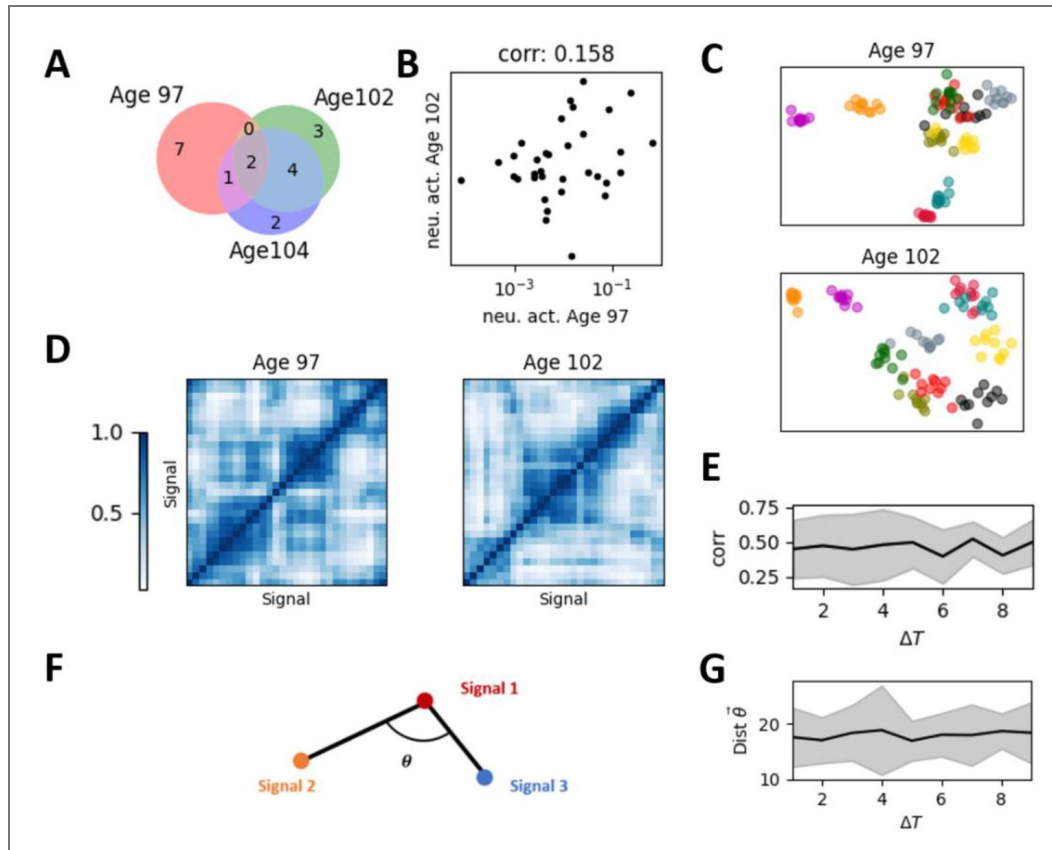 A
Age 97
Age102
0
3
7
2
4
1
2
Age104
B
corr: 0.158
neu. act. Age 102
10⁻³
10⁻¹
neu. act. Age 97
C
Age 97
Age 102
D
Age 97
Age 102
1.0
0.5
Signal
Signal
Signal
E
0.75
0.50
0.25
corr
2
4
6
8
ΔT
F
Signal 1
θ
Signal 2
Signal 3
G
20
10
Dist θ⃗
2
4
6
8
ΔT